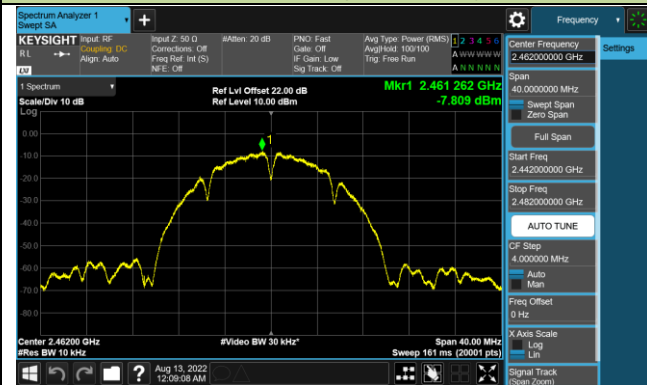 Spectrum Analyzer 1
Swept SA
+
Frequency
KEYSIGHT
RL
LXI
Input: RF
Coupling: DC
Align: Auto
Input Z: 50 Ω
Corrections: Off
Freq Ref: Int (S)
NFE: Off
#Atten: 20 dB
PNO: Fast
Gate: Off
IF Gain: Low
Sig Track: Off
Avg Type: Power (RMS)
Avg|Hold: 100/100
Trig: Free Run
1 2 3 4 5 6
A W W W W W
A N N N N N
1 Spectrum
Scale/Div 10 dB
Log
Ref Lvl Offset 22.00 dB
Ref Level 10.00 dBm
Mkr1 2.461 262 GHz
-7.809 dBm
1
0.00
-10.0
-20.0
-30.0
-40.0
-50.0
-60.0
-70.0
-80.0
Center 2.46200 GHz
#Res BW 10 kHz
#Video BW 30 kHz*
Span 40.00 MHz
Sweep 161 ms (20001 pts)
Aug 13, 2022
12:09:08 AM
Center Frequency
2.462000000 GHz
Settings
Span
40.0000000 MHz
Swept Span
Zero Span
Full Span
Start Freq
2.442000000 GHz
Stop Freq
2.482000000 GHz
AUTO TUNE
CF Step
4.000000 MHz
Auto
Man
Freq Offset
0 Hz
X Axis Scale
Log
Lin
Signal Track
(Span Zoom)